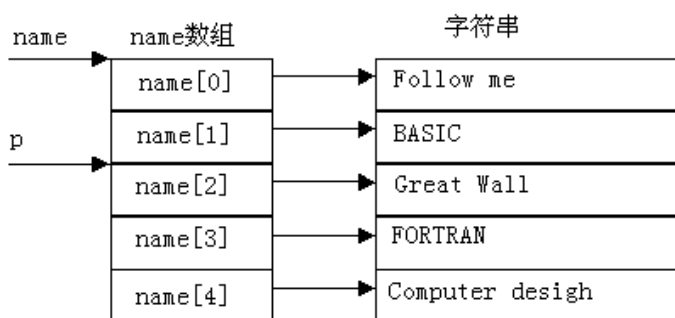 name name数组 字符串
name[0] Follow me
name[1] BASIC
p
name[2] Great Wall
name[3] FORTRAN
name[4] Computer desigh